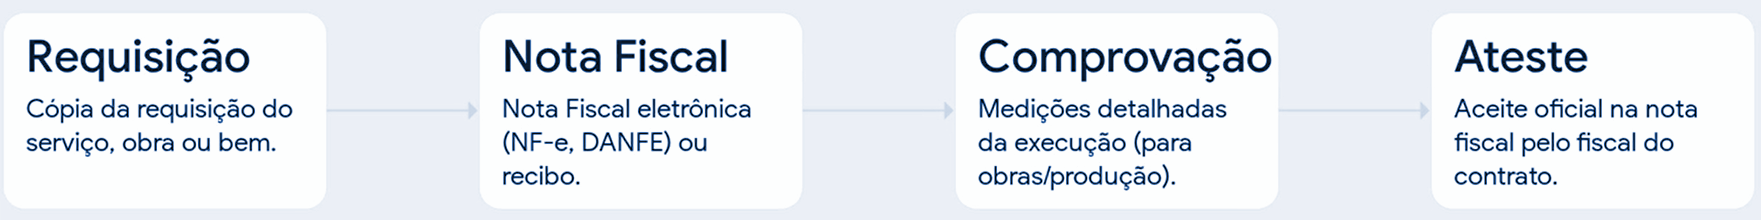 Requisição
Cópia da requisição do
serviço, obra ou bem.
Nota Fiscal
Nota Fiscal eletrônica
(NF-e, DANFE) ou
recibo.
Comprovação
Medições detalhadas
da execução (para
obras/produção).
Ateste
Aceite oficial na nota
fiscal pelo fiscal do
contrato.